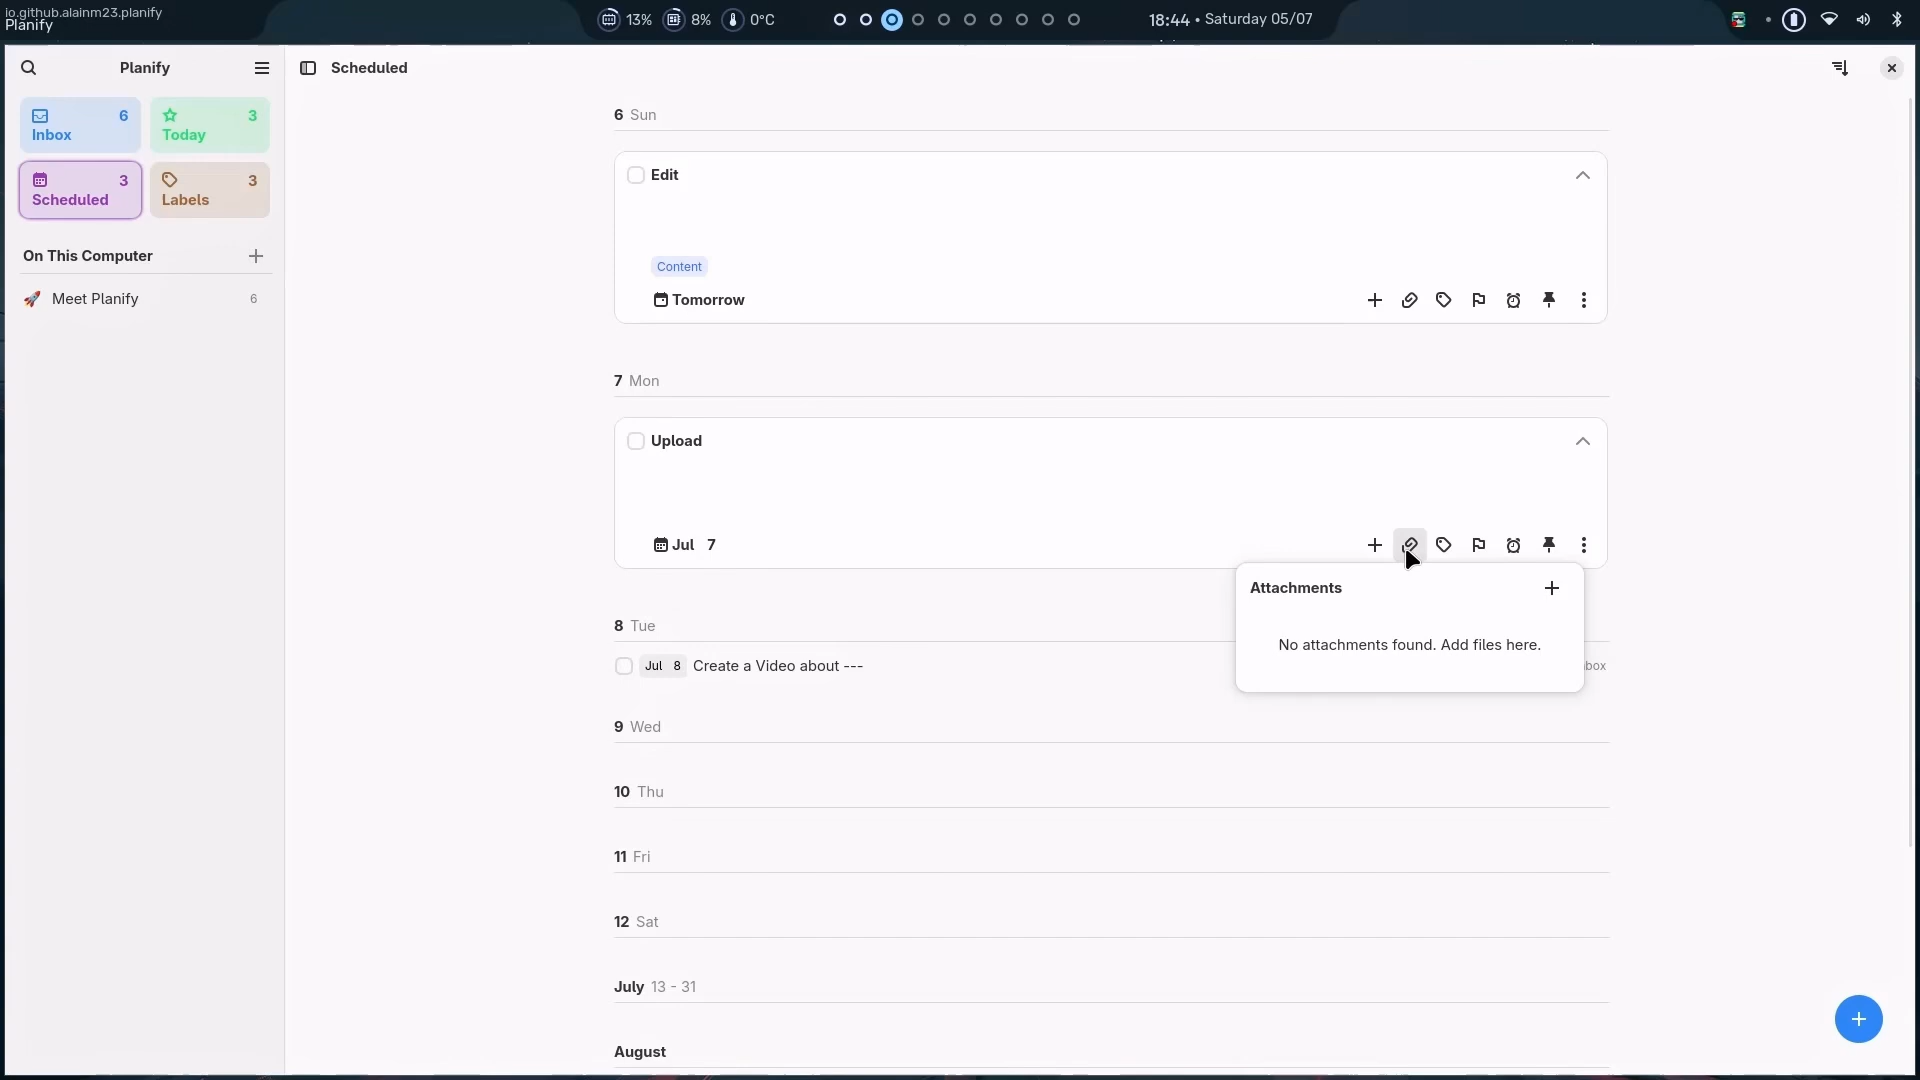 io.github.alainm23.planify
Planify
13% 8% 0°C
18:44 • Saturday 05/07
Planify
Scheduled
Inbox 6
Today 3
Scheduled 3
Labels 3
On This Computer
🚀 Meet Planify 6
6 Sun
Edit
Content
Tomorrow
7 Mon
Upload
Jul 7
Attachments
No attachments found. Add files here.
8 Tue
Jul 8 Create a Video about ---
9 Wed
10 Thu
11 Fri
12 Sat
July 13 - 31
August